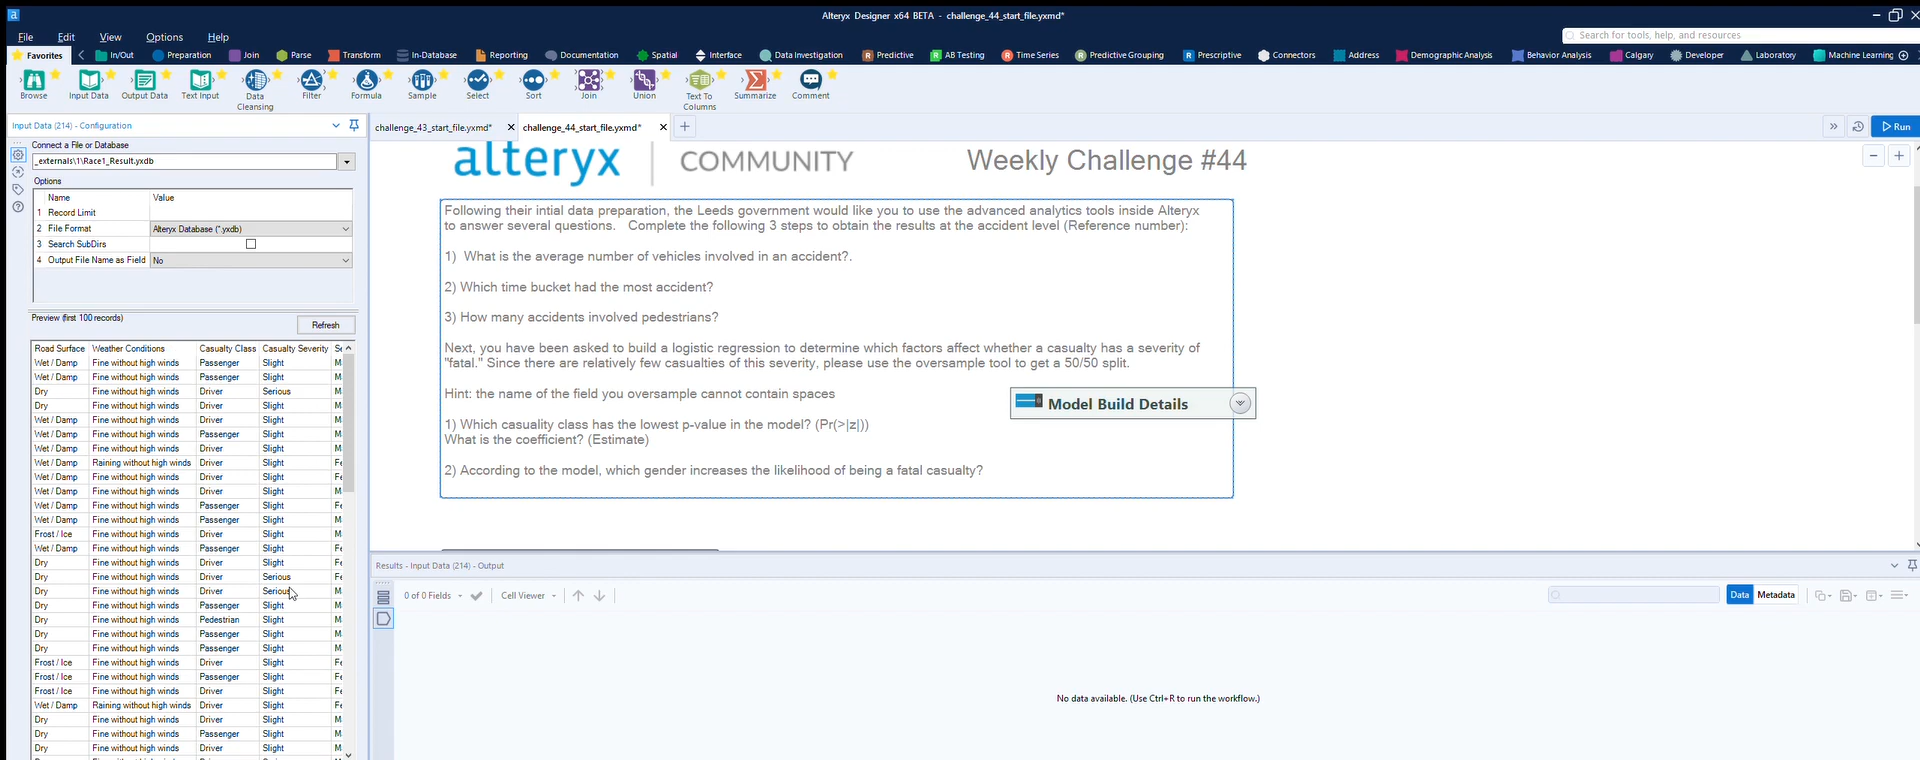 Alteryx Designer x64 BETA - challenge_44_start_file.yxmd*
File Edit View Options Help
Search for tools, help, and resources
Favorites In/Out Preparation Join Parse Transform In-Database Reporting Documentation Spatial Interface Data Investigation Predictive AB Testing Time Series Predictive Grouping Prescriptive Connectors Address Demographic Analysis Behavior Analysis Calgary Developer Laboratory Machine Learning
Browse Input Data Output Data Text Input Data Cleansing Filter Formula Sample Select Sort Join Union Text To Columns Summarize Comment
Input Data (214) - Configuration
challenge_43_start_file.yxmd* challenge_44_start_file.yxmd*
Run
Connect a File or Database
_externals\1\Race1_Result.yxdb
Options
Name Value
1 Record Limit
2 File Format Alteryx Database (*.yxdb)
3 Search SubDirs
4 Output File Name as Field No
Preview (first 100 records)
Refresh
Road Surface Weather Conditions Casualty Class Casualty Severity Se
Wet / Damp Fine without high winds Passenger Slight M
Wet / Damp Fine without high winds Passenger Slight M
Dry Fine without high winds Driver Serious M
Dry Fine without high winds Driver Slight M
Wet / Damp Fine without high winds Driver Slight M
Wet / Damp Fine without high winds Passenger Slight M
Wet / Damp Fine without high winds Driver Slight M
Wet / Damp Raining without high winds Driver Slight Fe
Wet / Damp Fine without high winds Driver Slight Fe
Wet / Damp Fine without high winds Driver Slight M
Wet / Damp Fine without high winds Passenger Slight Fe
Wet / Damp Fine without high winds Passenger Slight M
Frost / Ice Fine without high winds Driver Slight M
Wet / Damp Fine without high winds Passenger Slight Fe
Dry Fine without high winds Driver Slight Fe
Dry Fine without high winds Driver Serious Fe
Dry Fine without high winds Driver Serious M
Dry Fine without high winds Passenger Slight M
Dry Fine without high winds Pedestrian Slight M
Dry Fine without high winds Passenger Slight M
Dry Fine without high winds Passenger Slight M
Frost / Ice Fine without high winds Driver Slight Fe
Frost / Ice Fine without high winds Passenger Slight Fe
Frost / Ice Fine without high winds Driver Slight Fe
Wet / Damp Raining without high winds Driver Slight Fe
Dry Fine without high winds Driver Slight M
Dry Fine without high winds Passenger Slight M
Dry Fine without high winds Driver Slight M
alteryx COMMUNITY Weekly Challenge #44
Following their intial data preparation, the Leeds government would like you to use the advanced analytics tools inside Alteryx
to answer several questions. Complete the following 3 steps to obtain the results at the accident level (Reference number):
1) What is the average number of vehicles involved in an accident?.
2) Which time bucket had the most accident?
3) How many accidents involved pedestrians?
Next, you have been asked to build a logistic regression to determine which factors affect whether a casualty has a severity of
"fatal." Since there are relatively few casualties of this severity, please use the oversample tool to get a 50/50 split.
Hint: the name of the field you oversample cannot contain spaces
Model Build Details
1) Which casuality class has the lowest p-value in the model? (Pr(>|z|))
What is the coefficient? (Estimate)
2) According to the model, which gender increases the likelihood of being a fatal casualty?
Results - Input Data (214) - Output
0 of 0 Fields Cell Viewer Data Metadata
No data available. (Use Ctrl+R to run the workflow.)